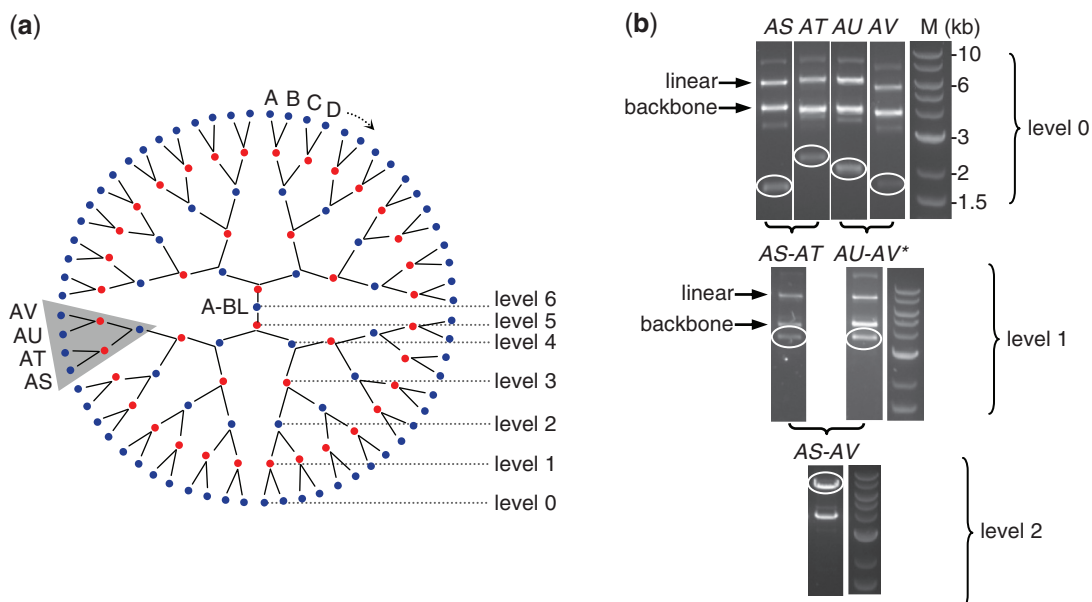 (a)
A B C D
level 6
A-BL
level 5
level 4
level 3
level 2
level 1
level 0
AV
AU
AT
AS
(b)
AS AT AU AV M (kb)
linear
backbone
-10
-6
-3
-2
-1.5
level 0
AS-AT AU-AV*
linear
backbone
level 1
AS-AV
level 2